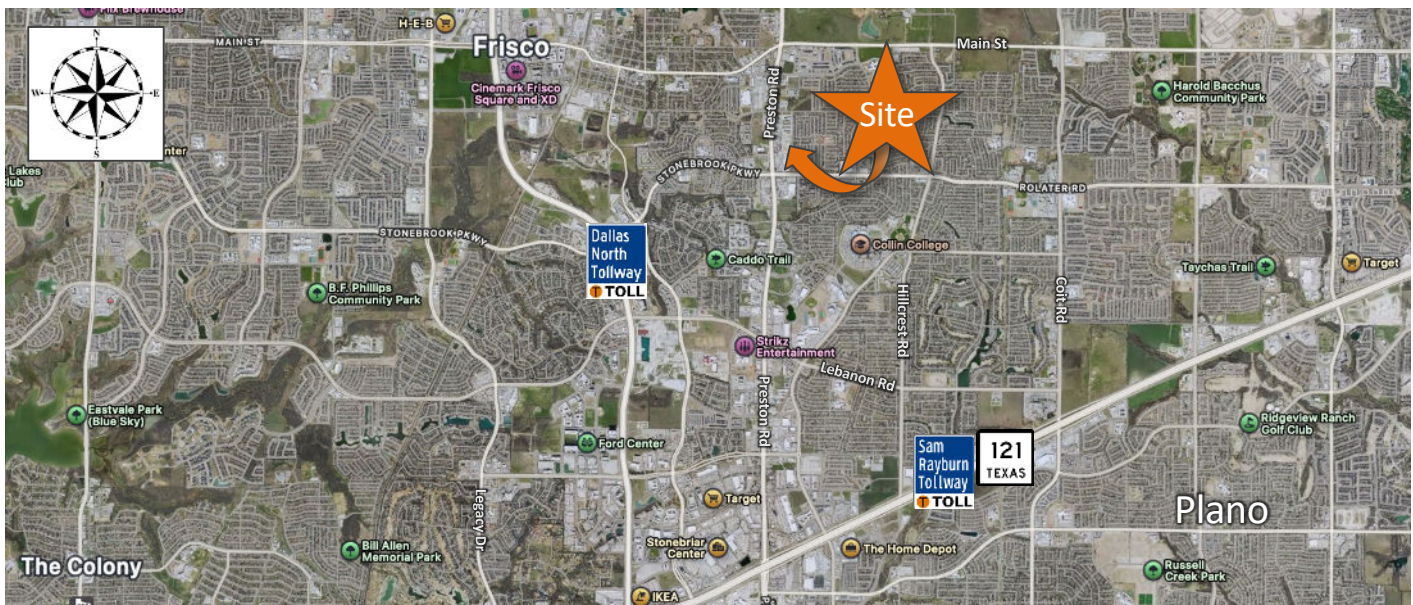 Flix Brewhouse
H-E-B
MAIN ST
Frisco
Main St
N
W
E
S
Cinemark Frisco
Square and XD
Preston Rd
Site
Harold Bacchus
Community Park
Lakes
Club
STONEBROOK PKWY
ROLATER RD
STONEBROOK PKWY
Dallas
North
Tollway
T TOLL
Caddo Trail
Collin College
Taychas Trail
Target
B.F. Phillips
Community Park
Hillcrest Rd
Coit Rd
Strikz
Entertainment
Lebanon Rd
Preston Rd
Eastvale Park
(Blue Sky)
Ridgeview Ranch
Golf Club
Ford Center
Sam
Rayburn
Tollway
T TOLL
121
TEXAS
Legacy Dr
Target
Plano
Stonebriar
Center
The Home Depot
Bill Allen
Memorial Park
The Colony
Russell
Creek Park
IKEA